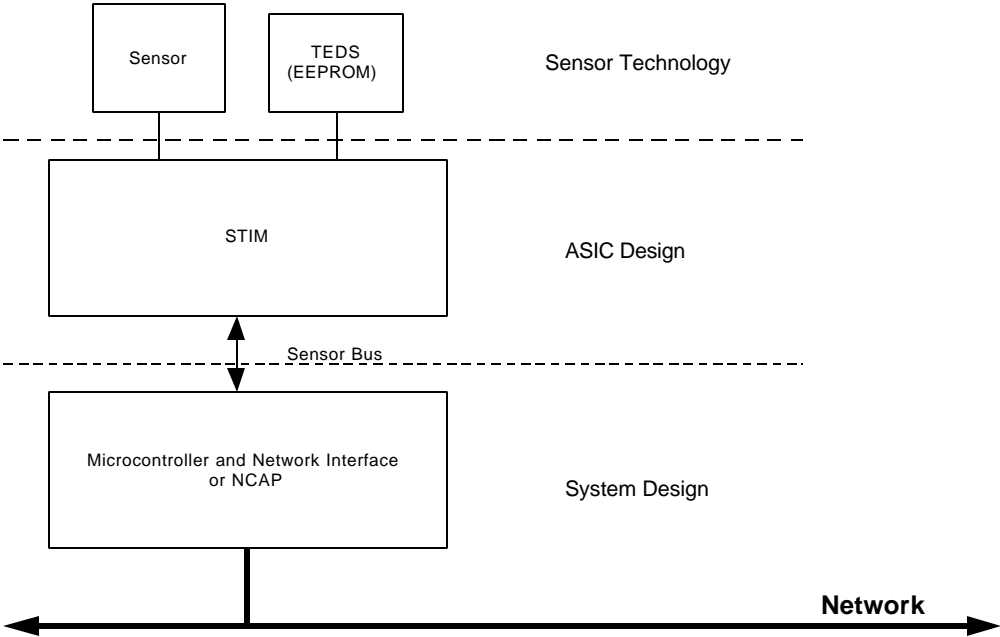 Sensor
TEDS
(EEPROM)
Sensor Technology
STIM
ASIC Design
Sensor Bus
Microcontroller and Network Interface
or NCAP
System Design
Network